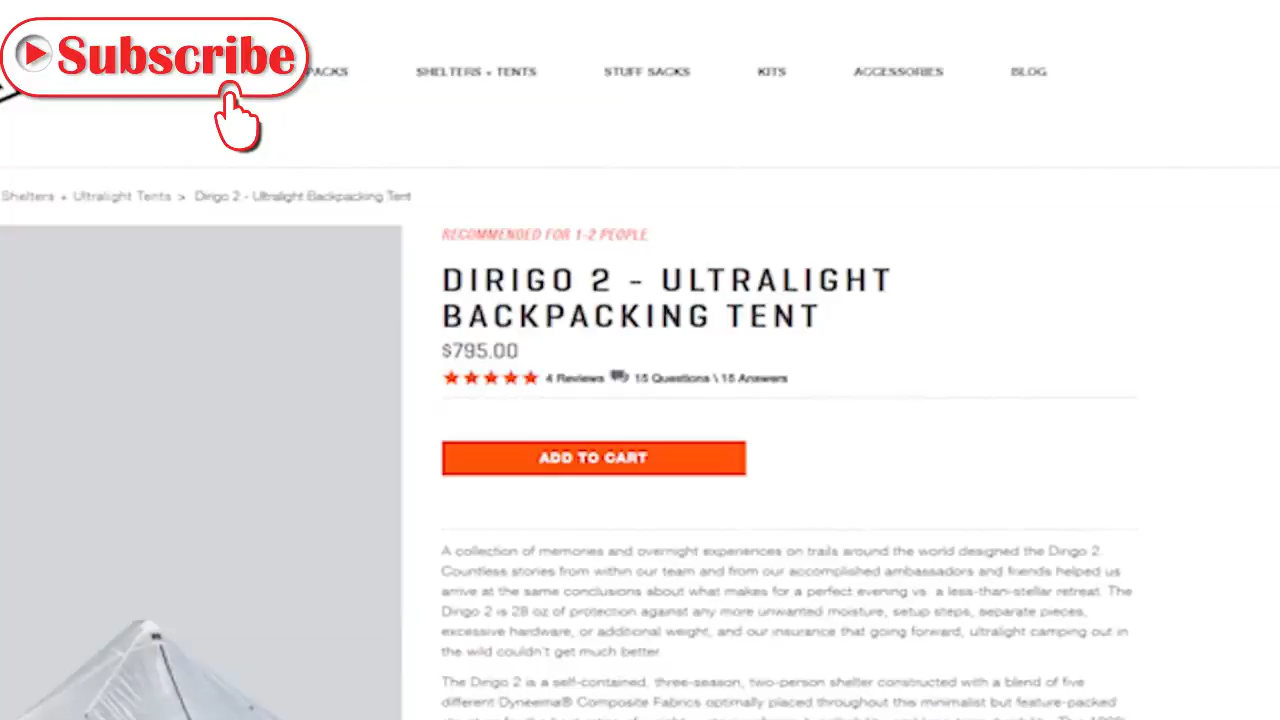 Subscribe
PACKS SHELTERS + TENTS STUFF SACKS KITS ACCESSORIES BLOG
Shelters + Ultralight Tents > Dirigo 2 - Ultralight Backpacking Tent
RECOMMENDED FOR 1-2 PEOPLE
DIRIGO 2 - ULTRALIGHT
BACKPACKING TENT
$795.00
4 Reviews 15 Questions \ 15 Answers
ADD TO CART
A collection of memories and overnight experiences on trails around the world designed the Dirigo 2.
Countless stories from within our team and from our accomplished ambassadors and friends helped us
arrive at the same conclusions about what makes for a perfect evening vs. a less-than-stellar retreat. The
Dirigo 2 is 28 oz of protection against any more unwanted moisture, setup steps, separate pieces,
excessive hardware, or additional weight, and our insurance that going forward, ultralight camping out in
the wild couldn't get much better.
The Dirigo 2 is a self-contained, three-season, two-person shelter constructed with a blend of five
different Dyneema® Composite Fabrics optimally placed throughout this minimalist but feature-packed